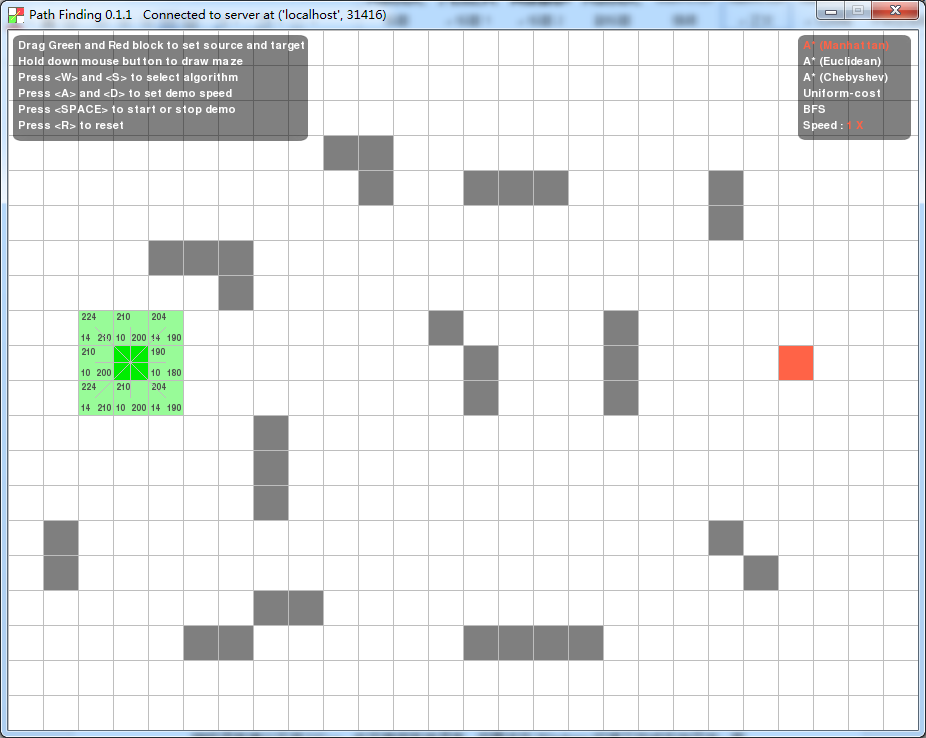 Path Finding 0.1.1   Connected to server at ('localhost', 31416)
Drag Green and Red block to set source and target
Hold down mouse button to draw maze
Press <W> and <S> to select algorithm
Press <A> and <D> to set demo speed
Press <SPACE> to start or stop demo
Press <R> to reset
A* (Manhattan)
A* (Euclidean)
A* (Chebyshev)
Uniform-cost
BFS
Speed : 1 X
224 210 204
14 210 10 200 14 190
210 190
10 200 10 180
224 210 204
14 210 10 200 14 190